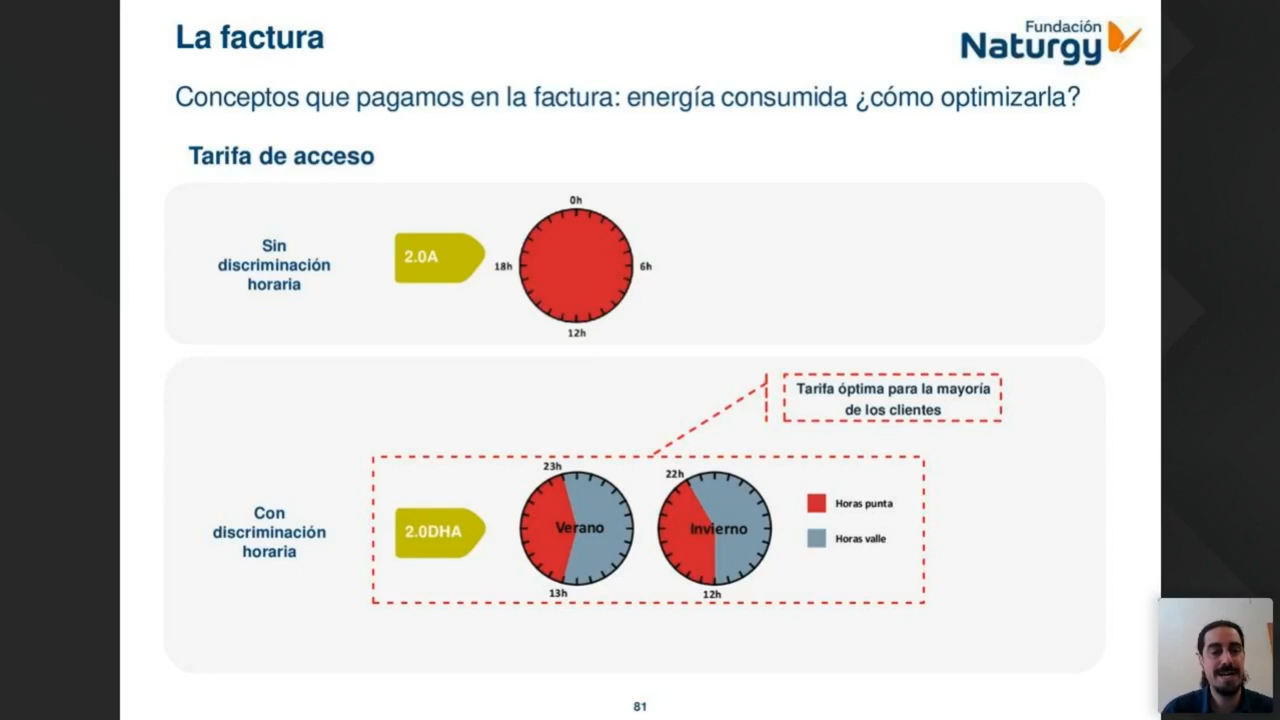 La factura
Fundación
Naturgy
Conceptos que pagamos en la factura: energía consumida ¿cómo optimizarla?
Tarifa de acceso
Sin
discriminación
horaria
2.0A
0h
18h
6h
12h
Tarifa óptima para la mayoría
de los clientes
Con
discriminación
horaria
2.0DHA
23h
Verano
13h
22h
Invierno
12h
Horas punta
Horas valle
81